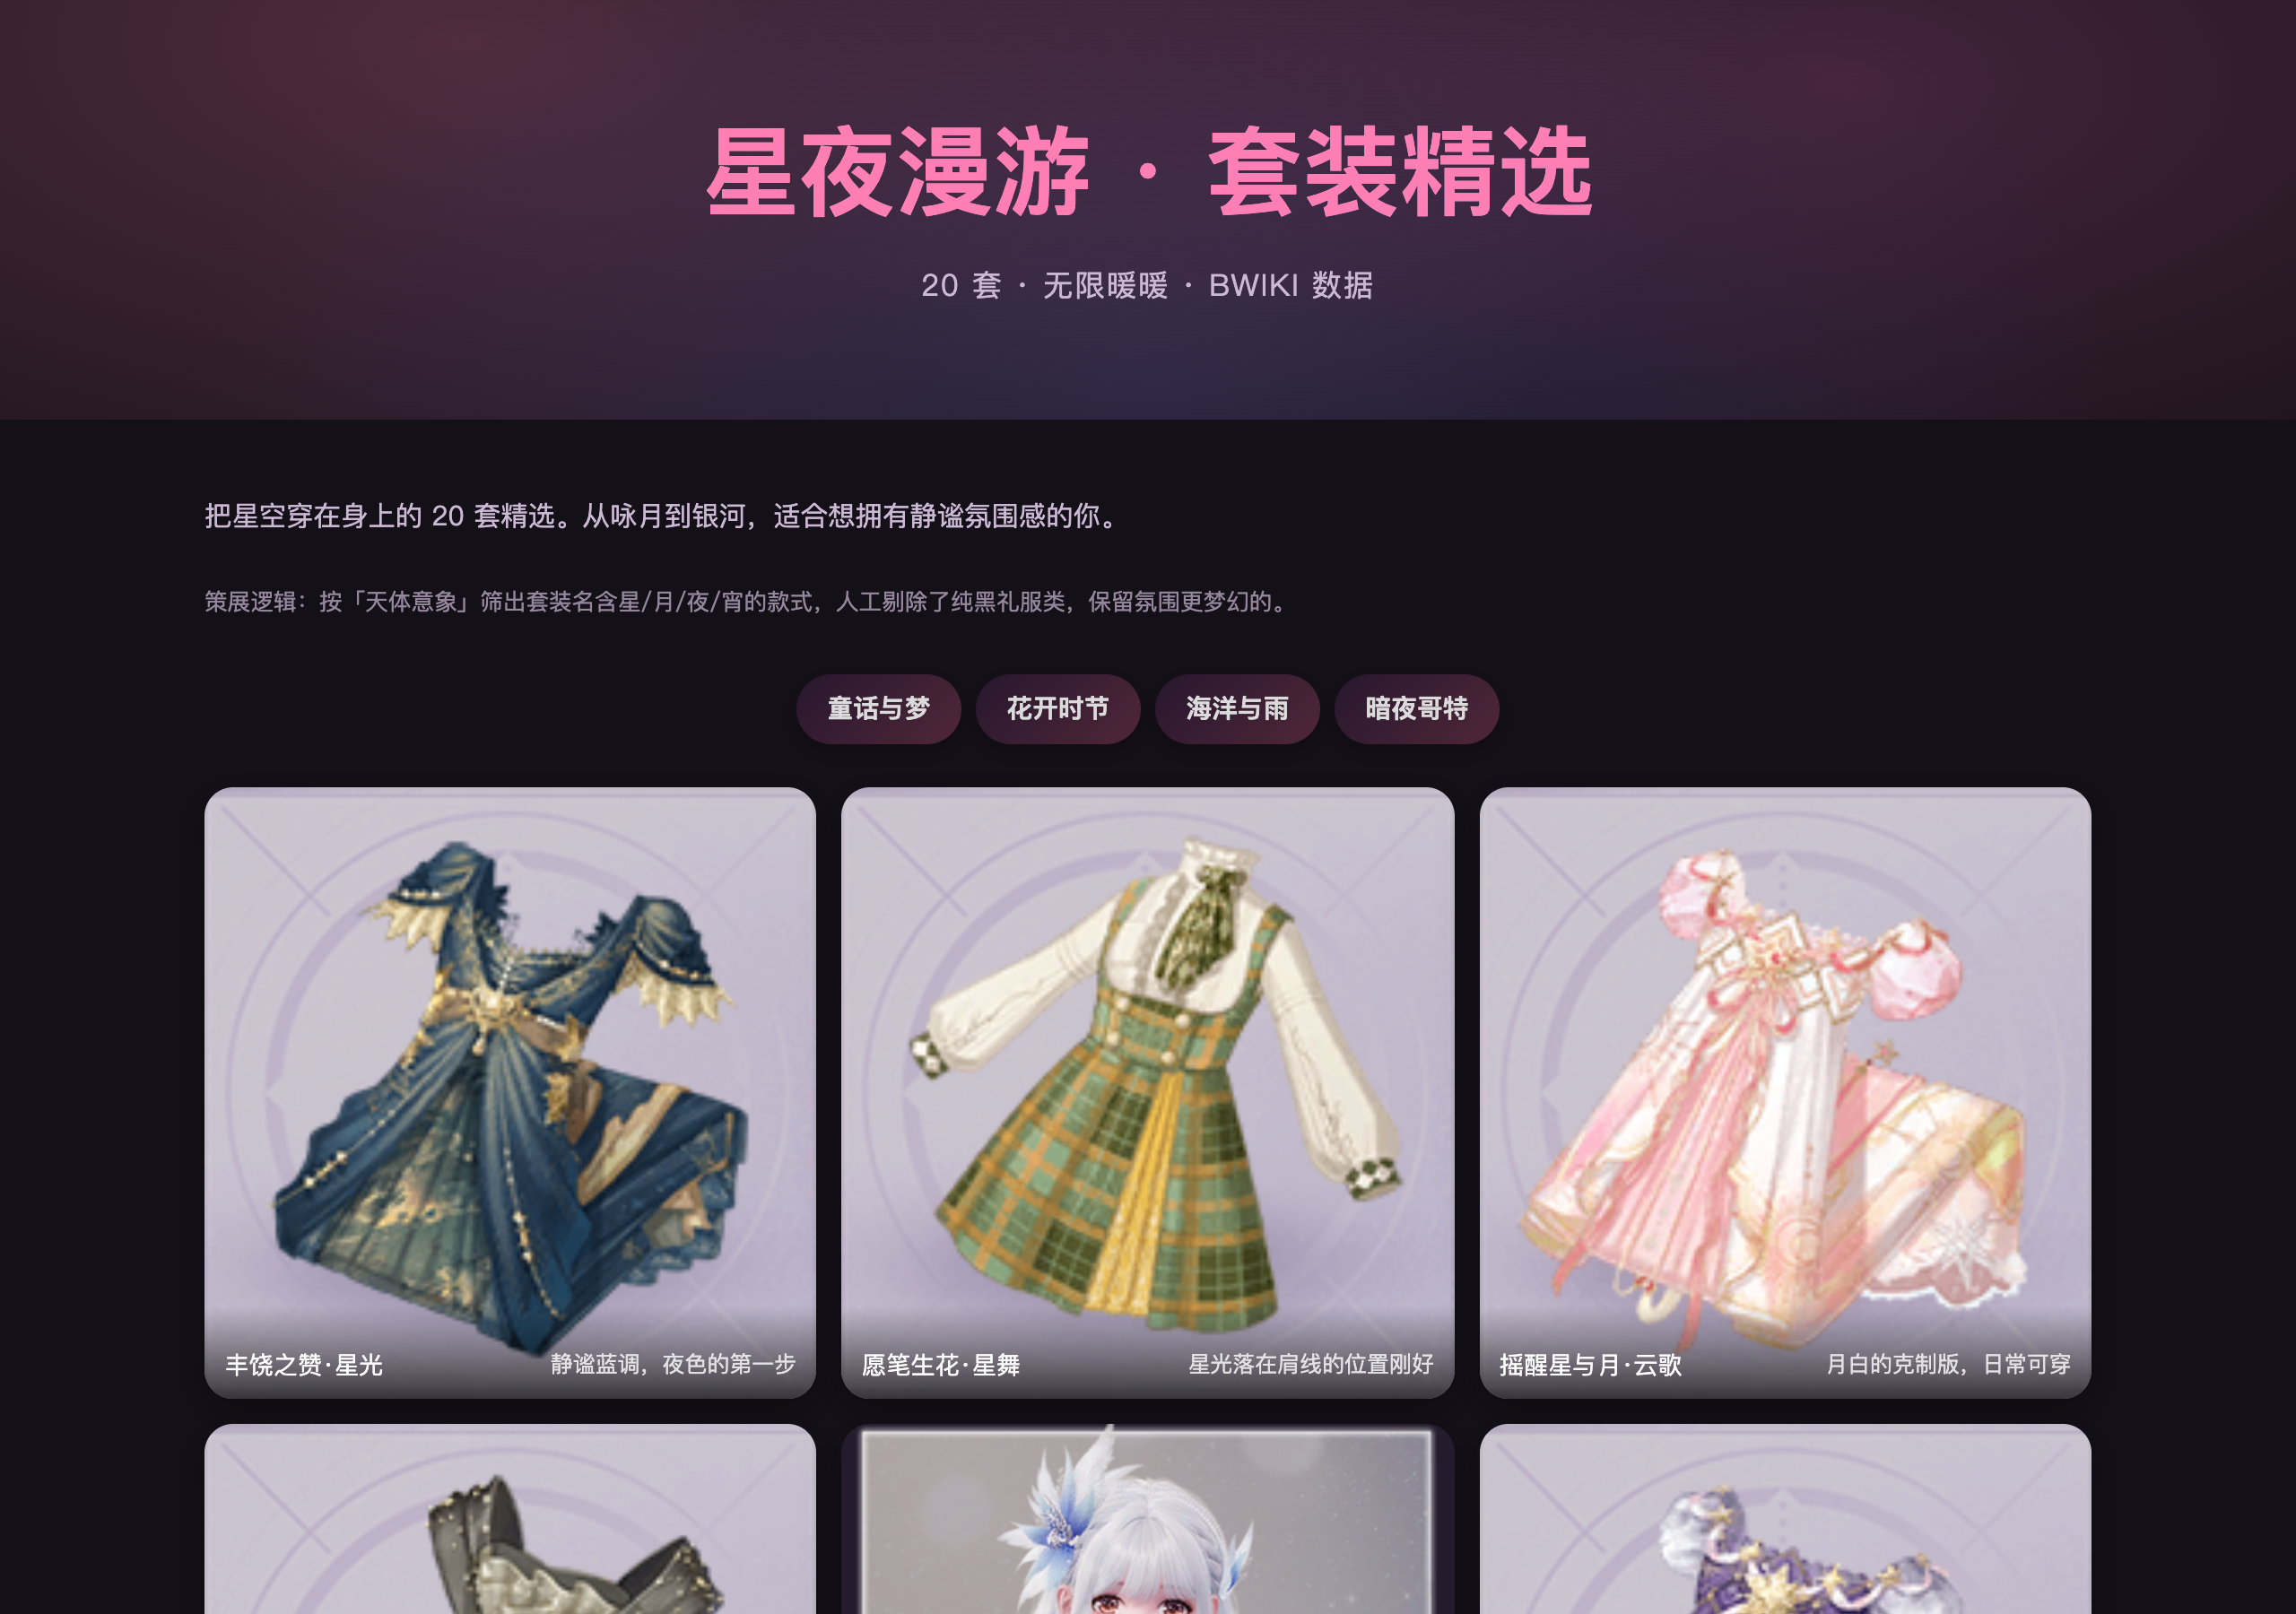 星夜漫游 · 套装精选
20 套 · 无限暖暖 · BWIKI 数据
把星空穿在身上的 20 套精选。从咏月到银河，适合想拥有静谧氛围感的你。
策展逻辑：按「天体意象」筛出套装名含星/月/夜/宵的款式，人工剔除了纯黑礼服类，保留氛围更梦幻的。
童话与梦
花开时节
海洋与雨
暗夜哥特
丰饶之赞·星光
静谧蓝调，夜色的第一步
愿笔生花·星舞
星光落在肩线的位置刚好
摇醒星与月·云歌
月白的克制版，日常可穿